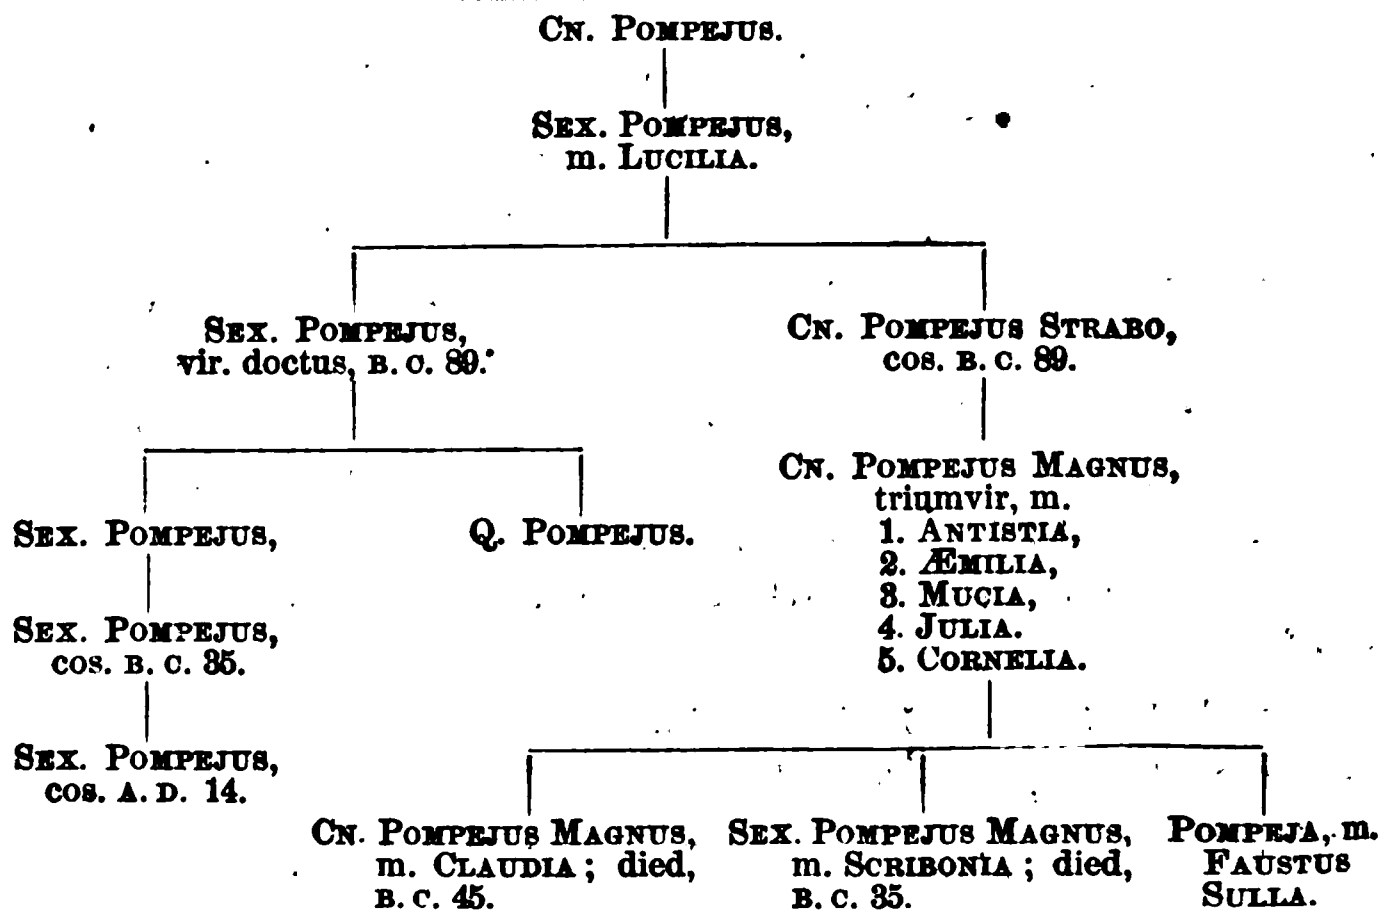 CN. POMPEJUS.
SEX. POMPEJUS,
m. LUCILIA.
SEX. POMPEJUS,
vir. doctus, B. C. 89.
CN. POMPEJUS STRABO,
cos. B. C. 89.
SEX. POMPEJUS,
Q. POMPEJUS.
CN. POMPEJUS MAGNUS,
triumvir, m.
1. ANTISTIA,
2. ÆMILIA,
3. MUCIA,
4. JULIA.
5. CORNELIA.
SEX. POMPEJUS,
cos. B. C. 35.
SEX. POMPEJUS,
cos. A. D. 14.
CN. POMPEJUS MAGNUS,
m. CLAUDIA ; died,
B. C. 45.
SEX. POMPEJUS MAGNUS,
m. SCRIBONIA ; died,
B. C. 35.
POMPEJA, m.
FAUSTUS
SULLA.